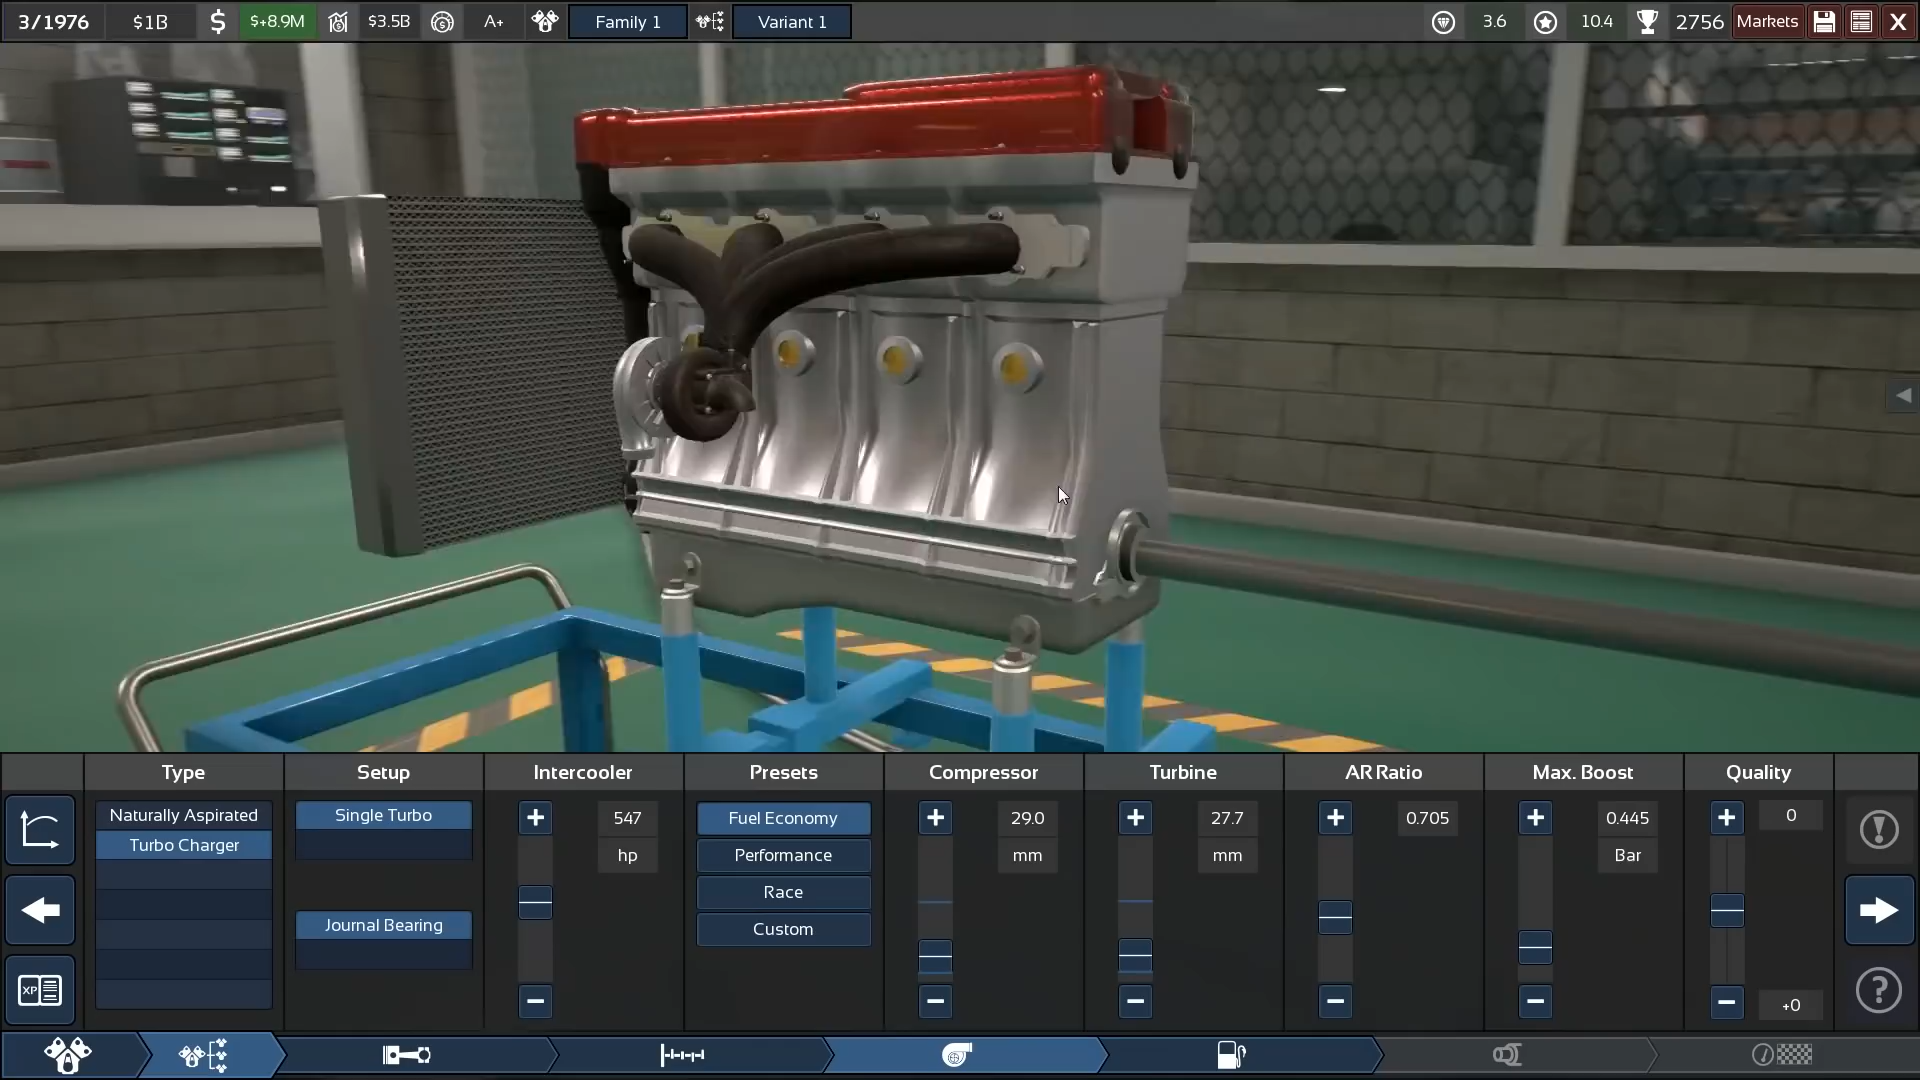 3/1976 $1B $ $+8.9M $3.5B A+ Family 1 Variant 1 3.6 10.4 2756 Markets X
Type Setup Intercooler Presets Compressor Turbine AR Ratio Max. Boost Quality
Naturally Aspirated Single Turbo + 547 Fuel Economy + 29.0 + 27.7 + 0.705 + 0.445 + 0
Turbo Charger hp Performance mm mm Bar
Race
Journal Bearing Custom
XP − − − − − − +0 ?